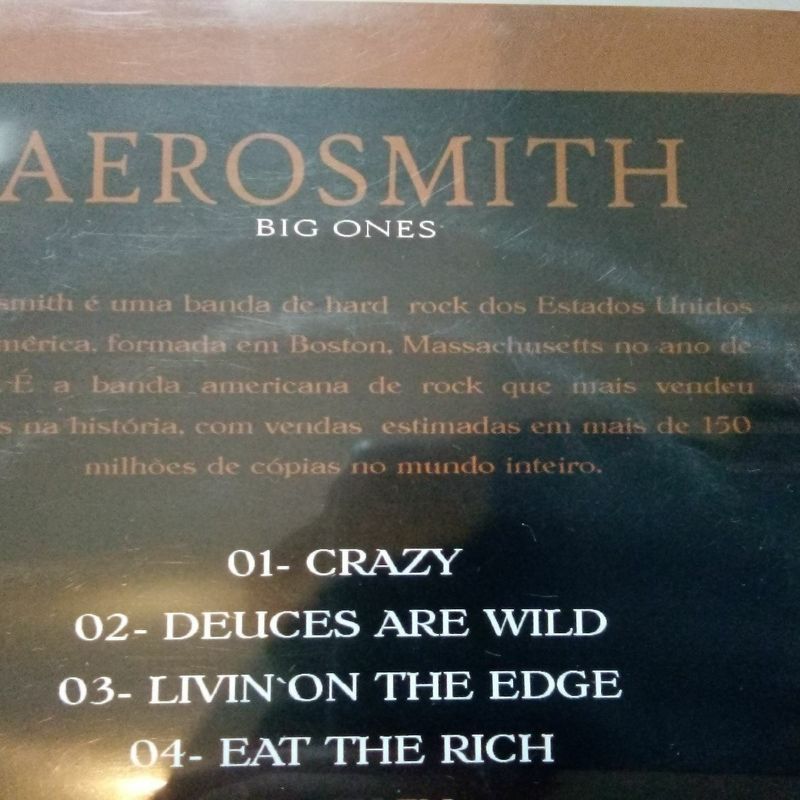 AEROSMITH
BIG ONES
smith é uma banda de hard rock dos Estados Unidos
mérica, formada em Boston, Massachusetts no ano de
É a banda americana de rock que mais vendeu
s na história, com vendas estimadas em mais de 150
milhões de cópias no mundo inteiro.
01- CRAZY
02- DEUCES ARE WILD
03- LIVIN`ON THE EDGE
04- EAT THE RICH